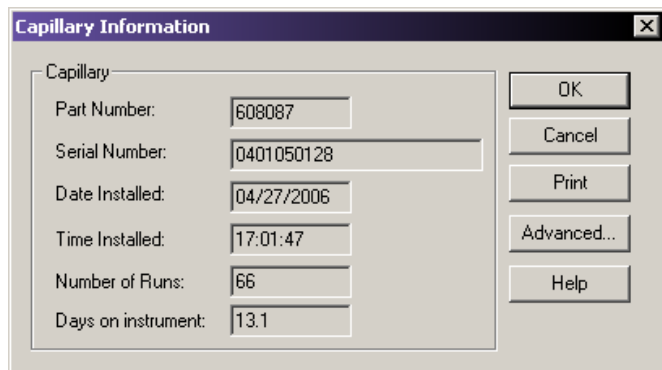 Capillary Information
Capillary
Part Number: 608087
Serial Number: 0401050128
Date Installed: 04/27/2006
Time Installed: 17:01:47
Number of Runs: 66
Days on instrument: 13.1
OK
Cancel
Print
Advanced...
Help